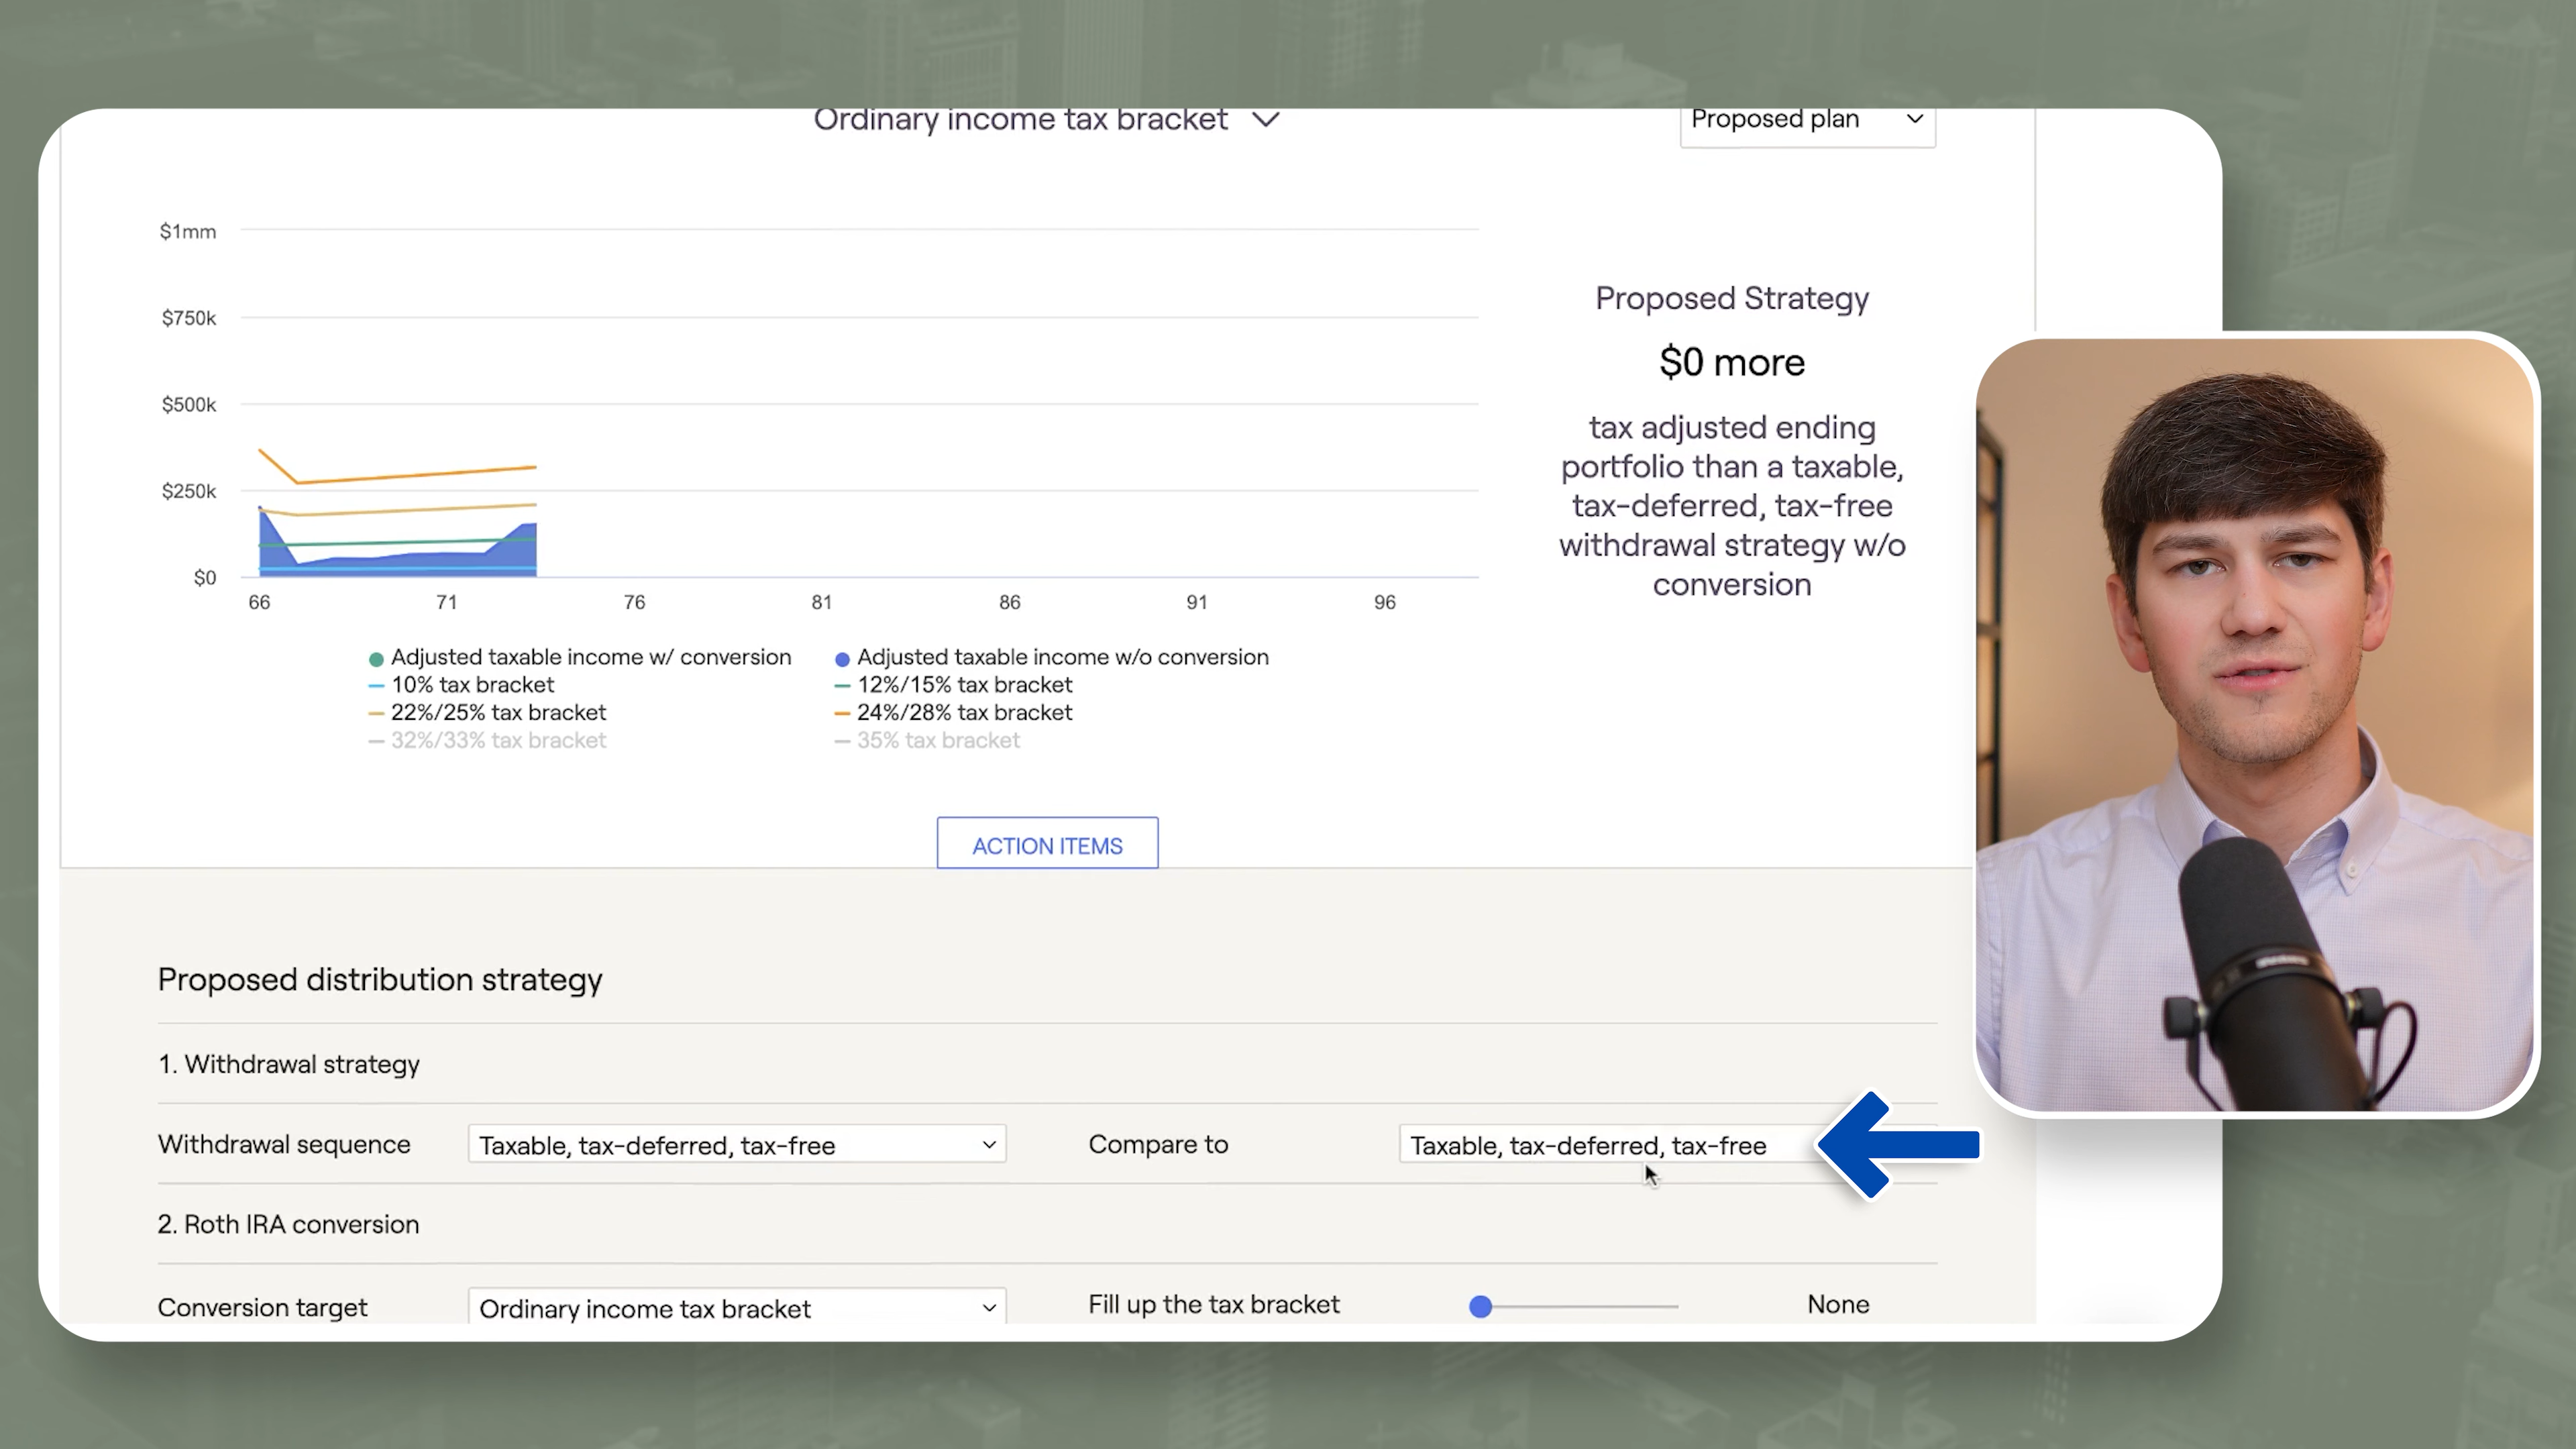 Ordinary income tax bracket
Proposed plan
$1mm
$750k
$500k
$250k
$0
66 71 76 81 86 91 96
Adjusted taxable income w/ conversion
Adjusted taxable income w/o conversion
10% tax bracket
12%/15% tax bracket
22%/25% tax bracket
24%/28% tax bracket
32%/33% tax bracket
35% tax bracket
Proposed Strategy
$0 more
tax adjusted ending
portfolio than a taxable,
tax-deferred, tax-free
withdrawal strategy w/o
conversion
ACTION ITEMS
Proposed distribution strategy
1. Withdrawal strategy
Withdrawal sequence
Taxable, tax-deferred, tax-free
Compare to
Taxable, tax-deferred, tax-free
2. Roth IRA conversion
Conversion target
Ordinary income tax bracket
Fill up the tax bracket
None